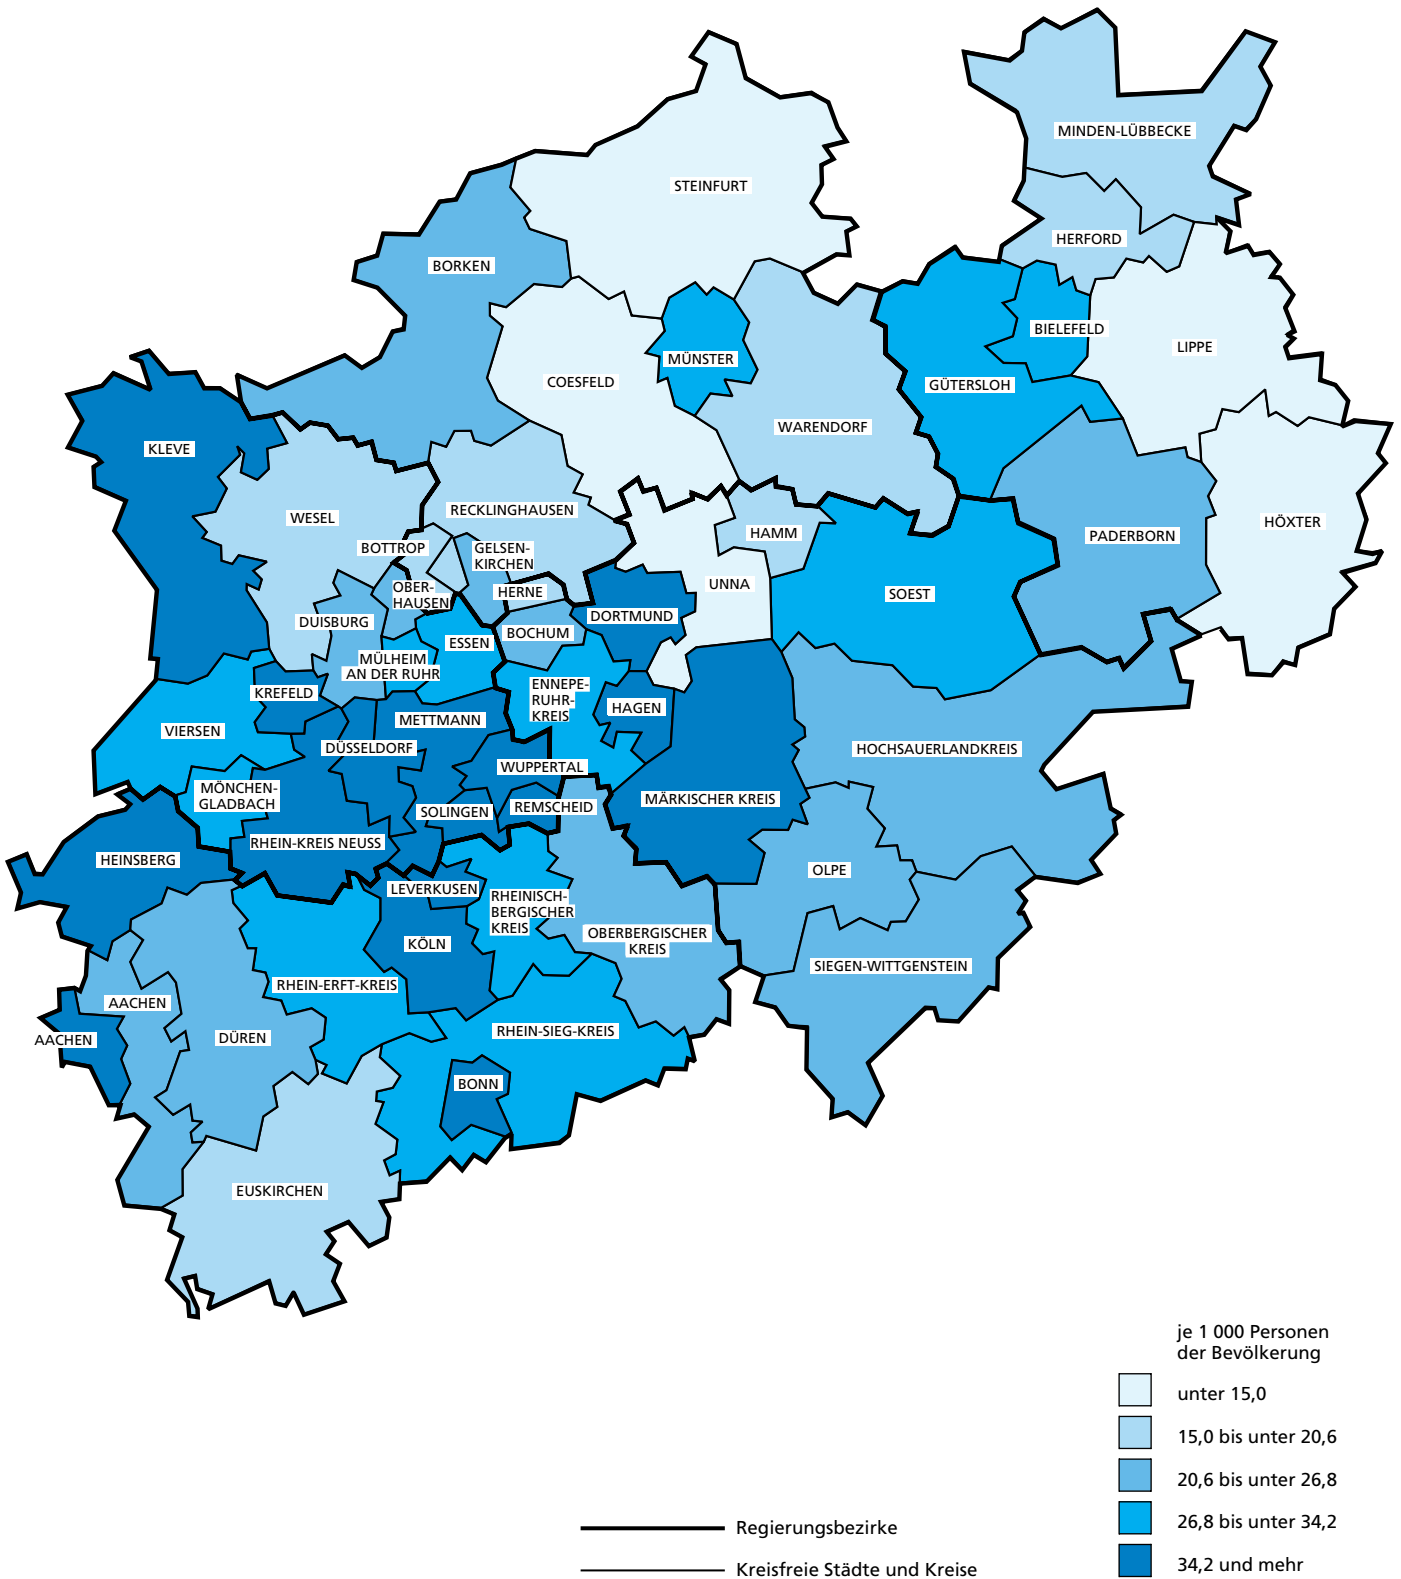 MINDEN-LÜBBECKE
STEINFURT
HERFORD
BORKEN
BIELEFELD
LIPPE
MÜNSTER
COESFELD
GÜTERSLOH
WARENDORF
KLEVE
RECKLINGHAUSEN
WESEL
HÖXTER
HAMM
PADERBORN
BOTTROP
GELSEN-
KIRCHEN
UNNA
OBER-
HAUSEN
HERNE
SOEST
DORTMUND
DUISBURG
BOCHUM
ESSEN
MÜLHEIM
AN DER RUHR
KREFELD
ENNEPE-
RUHR-
KREIS
HAGEN
METTMANN
VIERSEN
DÜSSELDORF
HOCHSAUERLANDKREIS
WUPPERTAL
MÖNCHEN-
GLADBACH
MÄRKISCHER KREIS
REMSCHEID
SOLINGEN
RHEIN-KREIS NEUSS
HEINSBERG
OLPE
LEVERKUSEN
RHEINISCH-
BERGISCHER
KREIS
OBERBERGISCHER
KREIS
KÖLN
SIEGEN-WITTGENSTEIN
RHEIN-ERFT-KREIS
AACHEN
RHEIN-SIEG-KREIS
DÜREN
AACHEN
BONN
EUSKIRCHEN
je 1 000 Personen
der Bevölkerung
unter 15,0
15,0 bis unter 20,6
20,6 bis unter 26,8
26,8 bis unter 34,2
34,2 und mehr
Regierungsbezirke
Kreisfreie Städte und Kreise